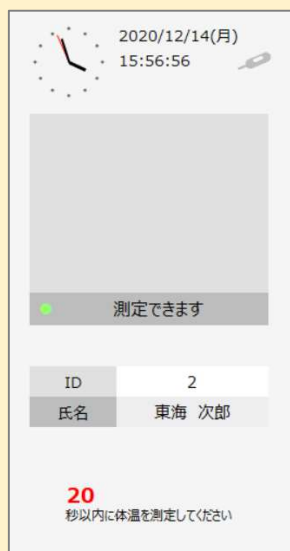 2020/12/14(月)
15:56:56
測定できます
ID 2
氏名 東海 次郎
20
秒以内に体温を測定してください